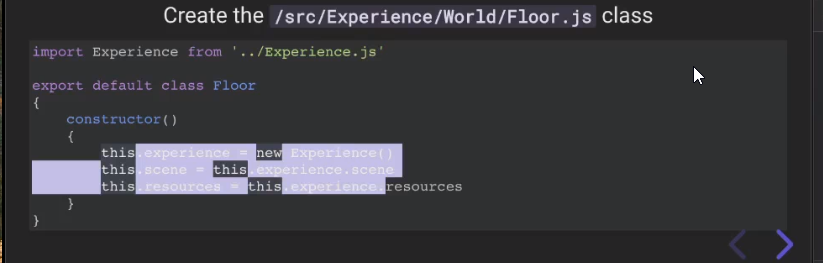 Create the /src/Experience/World/Floor.js class
import Experience from '../Experience.js'
export default class Floor
{
constructor()
{
this.experience = new Experience()
this.scene = this.experience.scene
this.resources = this.experience.resources
}
}